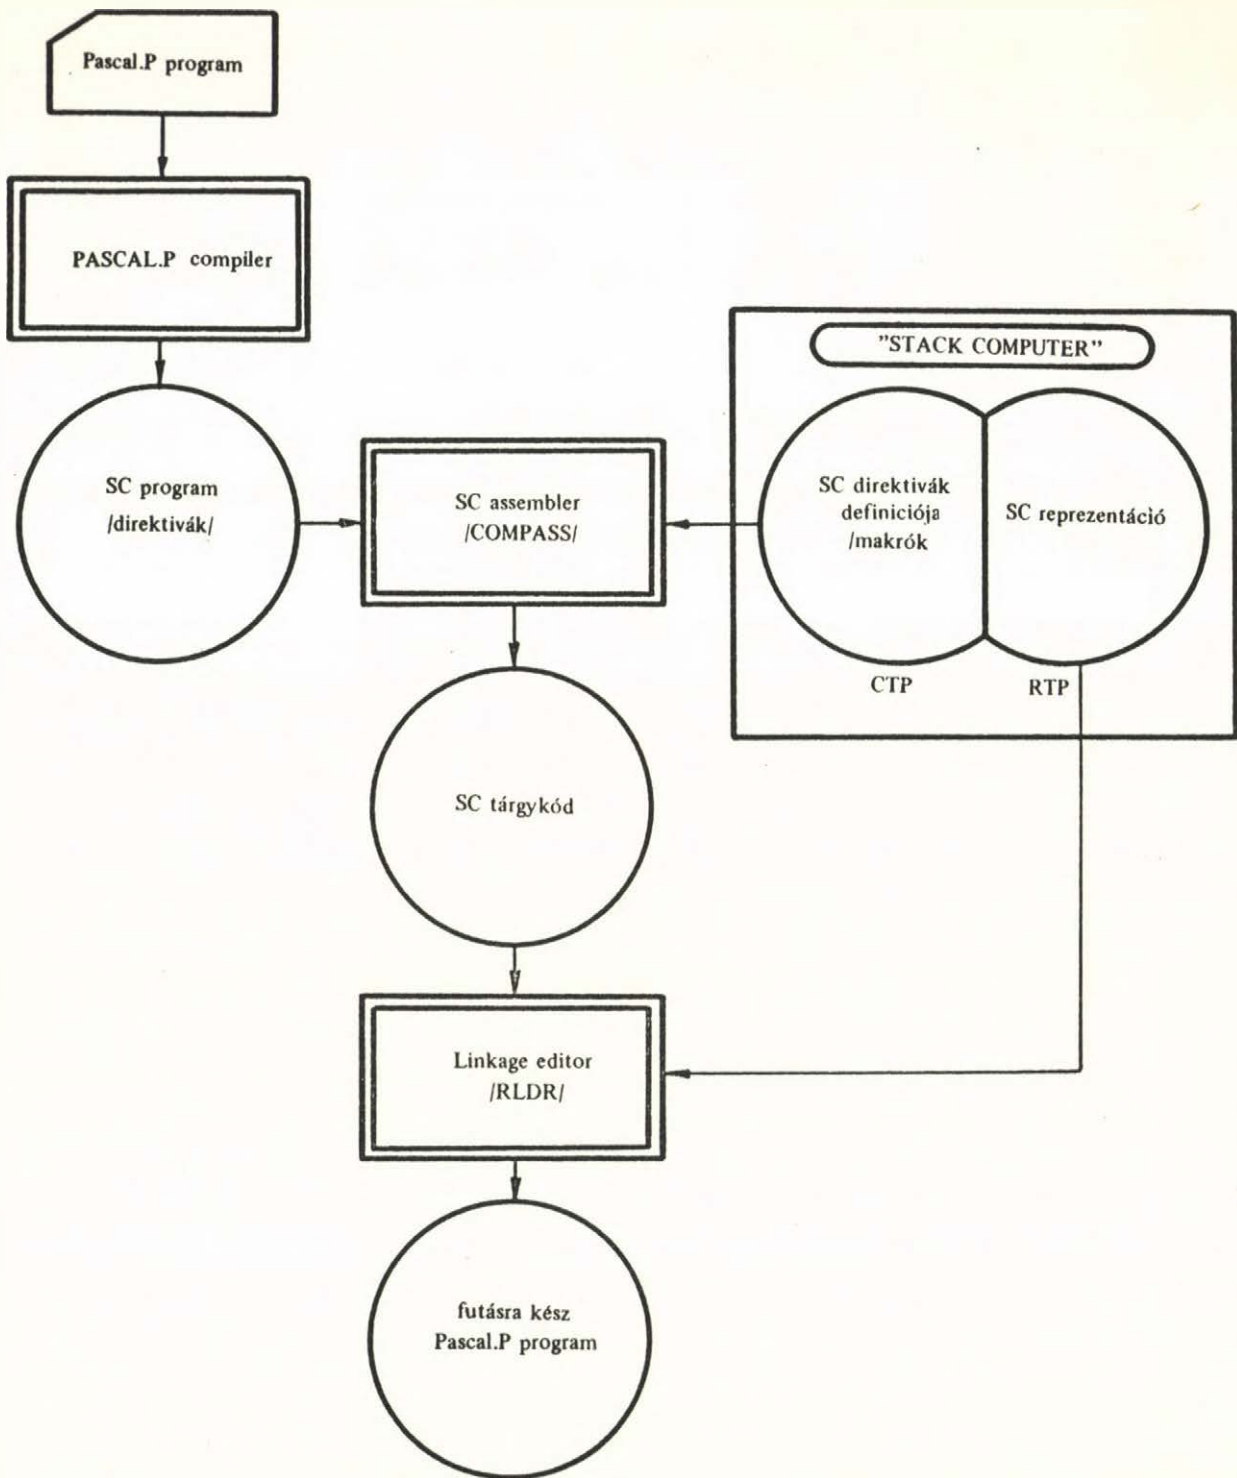 Pascal.P program
PASCAL.P compiler
"STACK COMPUTER"
SC program
/direktivák/
SC assembler
/COMPASS/
SC direktivák
definiciója
/makrók
SC reprezentáció
CTP
RTP
SC tárgykód
Linkage editor
/RLDR/
futásra kész
Pascal.P program